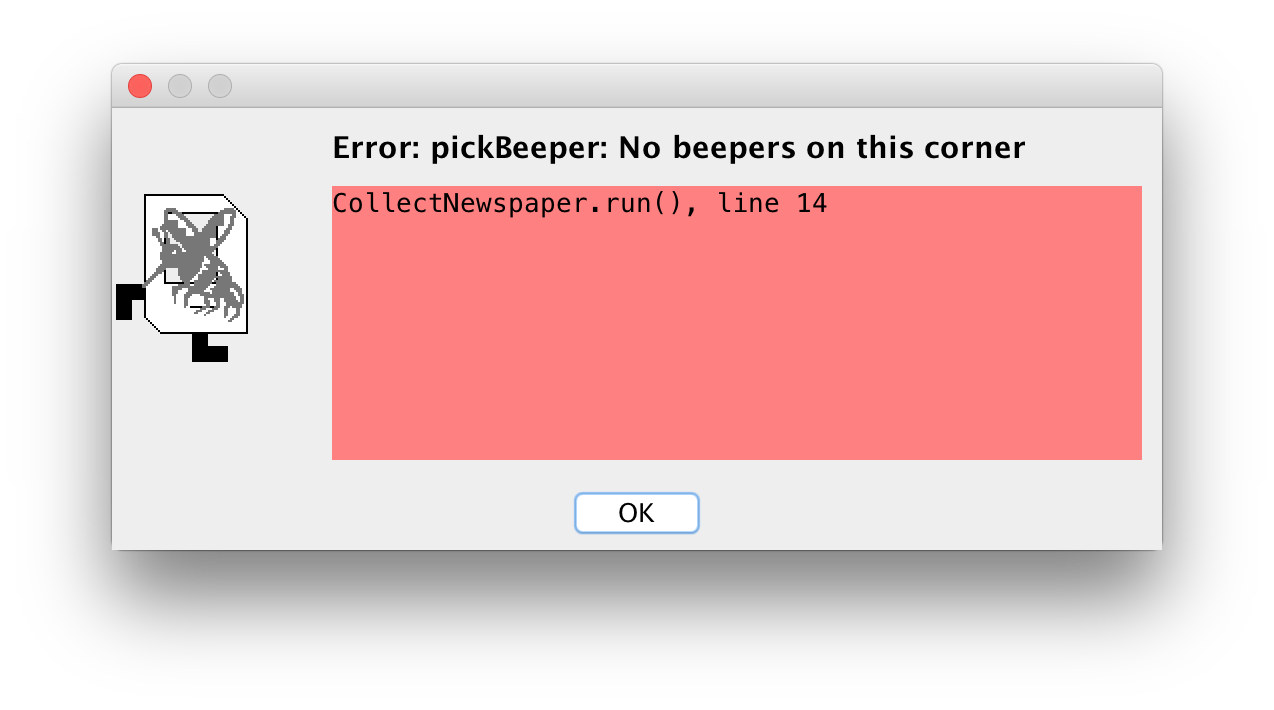 Error: pickBeeper: No beepers on this corner
CollectNewspaper.run(), line 14
OK